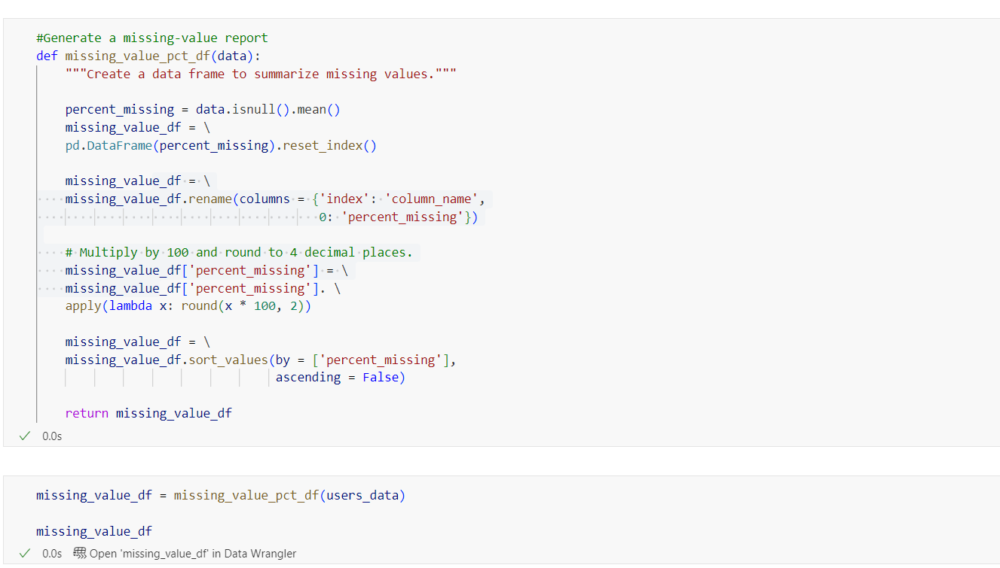 #Generate a missing-value report
def missing_value_pct_df(data):
"""Create a data frame to summarize missing values."""
percent_missing = data.isnull().mean()
missing_value_df = \
pd.DataFrame(percent_missing).reset_index()
missing_value_df = \
missing_value_df.rename(columns = {'index': 'column_name',
0: 'percent_missing'})
# Multiply by 100 and round to 4 decimal places.
missing_value_df['percent_missing'] = \
missing_value_df['percent_missing']. \
apply(lambda x: round(x * 100, 2))
missing_value_df = \
missing_value_df.sort_values(by = ['percent_missing'],
ascending = False)
return missing_value_df
0.0s
missing_value_df = missing_value_pct_df(users_data)
missing_value_df
0.0s Open 'missing_value_df' in Data Wrangler